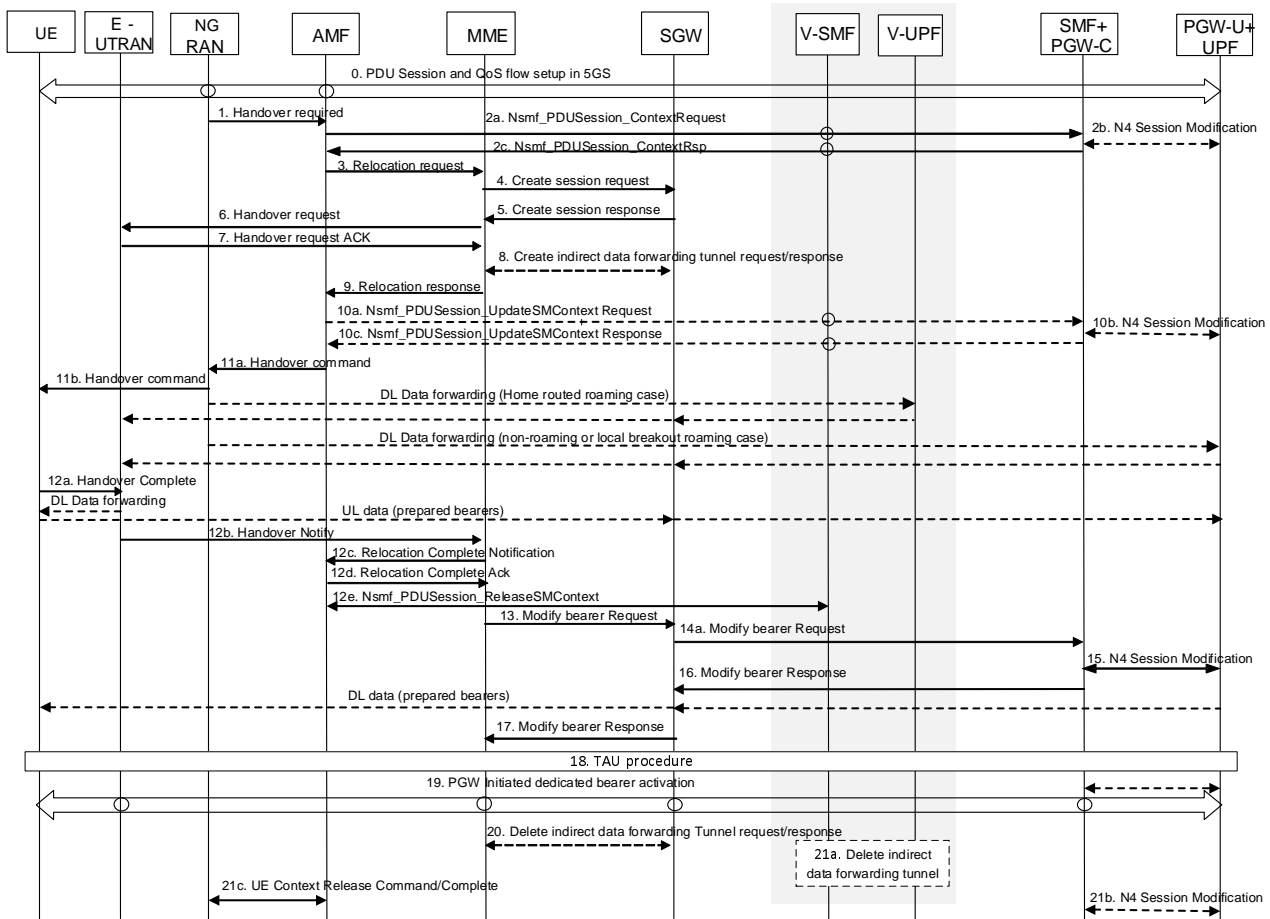 UE
E -
UTRAN
NG
RAN
AMF
MME
SGW
V-SMF
V-UPF
SMF+
PGW-C
PGW-U+
UPF
0. PDU Session and QoS flow setup in 5GS
1. Handover required
2a. Nsmf_PDUSession_ContextRequest
2b. N4 Session Modification
2c. Nsmf_PDUSession_ContextRsp
3. Relocation request
4. Create session request
5. Create session response
6. Handover request
7. Handover request ACK
8. Create indirect data forwarding tunnel request/response
9. Relocation response
10a. Nsmf_PDUSession_UpdateSMContext Request
10b. N4 Session Modification
10c. Nsmf_PDUSession_UpdateSMContext Response
11a. Handover command
11b. Handover command
DL Data forwarding (Home routed roaming case)
DL Data forwarding (non-roaming or local breakout roaming case)
12a. Handover Complete
DL Data forwarding
UL data (prepared bearers)
12b. Handover Notify
12c. Relocation Complete Notification
12d. Relocation Complete Ack
12e. Nsmf_PDUSession_ReleaseSMContext
13. Modify bearer Request
14a. Modify bearer Request
15. N4 Session Modification
16. Modify bearer Response
DL data (prepared bearers)
17. Modify bearer Response
18. TAU procedure
19. PGW Initiated dedicated bearer activation
20. Delete indirect data forwarding Tunnel request/response
21a. Delete indirect
data forwarding tunnel
21c. UE Context Release Command/Complete
21b. N4 Session Modification